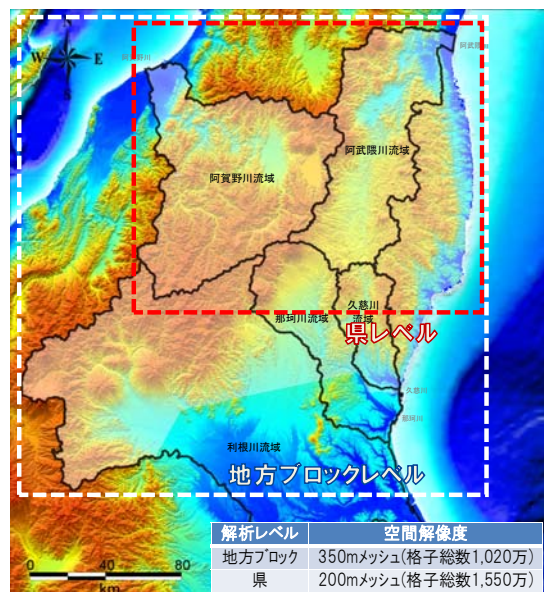 N
W E
S
阿賀野川
阿武隈川
阿武隈川流域
阿賀野川流域
久慈川
流域
那珂川流域
県レベル
久慈川
那珂川
利根川流域
地方ブロックレベル
解析レベル 空間解像度
地方ブロック 350mメッシュ(格子総数1,020万)
県 200mメッシュ(格子総数1,550万)
0 40 80
km